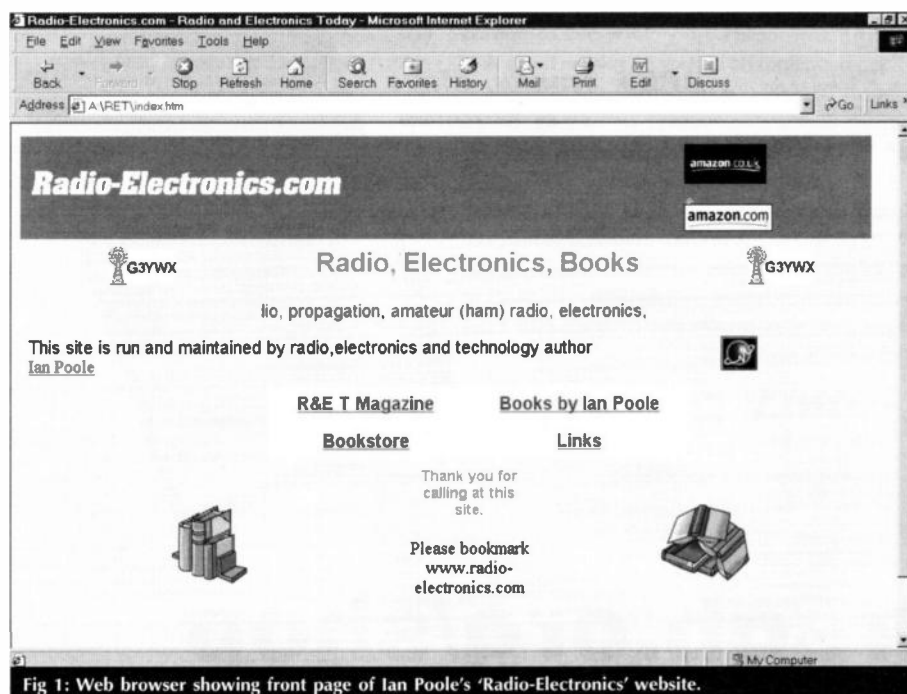 Radio-Electronics.com - Radio and Electronics Today - Microsoft Internet Explorer
File Edit View Favorites Tools Help
Back Forward Stop Refresh Home Search Favorites History Mail Print Edit Discuss
Address A:\RET\index.htm Go Links
Radio-Electronics.com
amazon.co.uk
amazon.com
G3YWX
Radio, Electronics, Books
G3YWX
lio, propagation, amateur (ham) radio, electronics,
This site is run and maintained by radio,electronics and technology author
Ian Poole
R&E T Magazine Books by Ian Poole
Bookstore Links
Thank you for
calling at this
site.
Please bookmark
www.radio-
electronics.com
My Computer
Fig 1: Web browser showing front page of Ian Poole's 'Radio-Electronics' website.